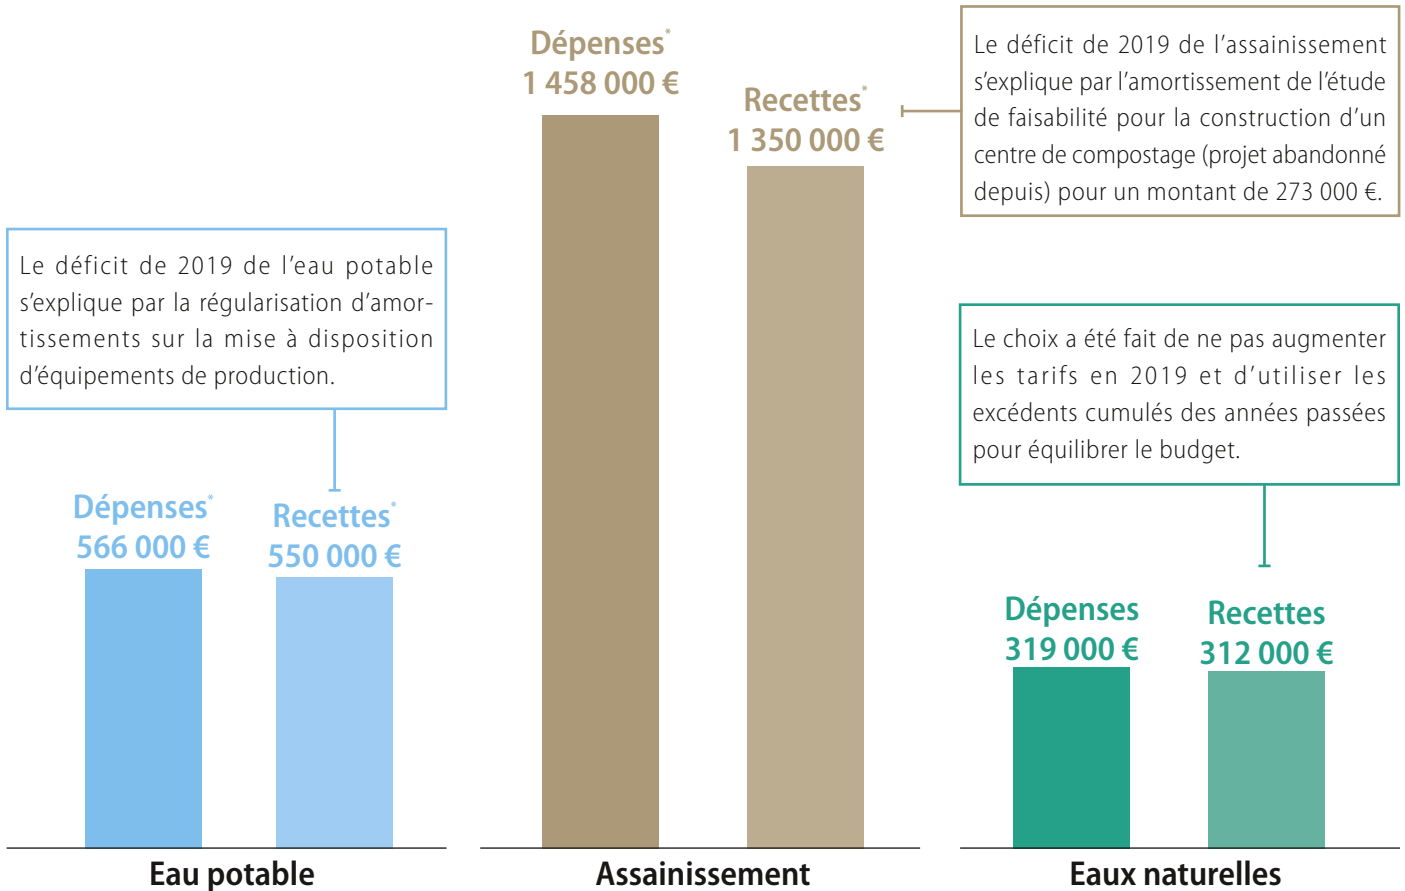 Dépenses*
1 458 000 €
Recettes*
1 350 000 €
Le déficit de 2019 de l’assainissement
s’explique par l’amortissement de l’étude
de faisabilité pour la construction d’un
centre de compostage (projet abandonné
depuis) pour un montant de 273 000 €.
Le déficit de 2019 de l’eau potable
s’explique par la régularisation d’amor-
tissements sur la mise à disposition
d’équipements de production.
Le choix a été fait de ne pas augmenter
les tarifs en 2019 et d’utiliser les
excédents cumulés des années passées
pour équilibrer le budget.
Dépenses*
566 000 €
Recettes*
550 000 €
Dépenses
319 000 €
Recettes
312 000 €
Eau potable
Assainissement
Eaux naturelles